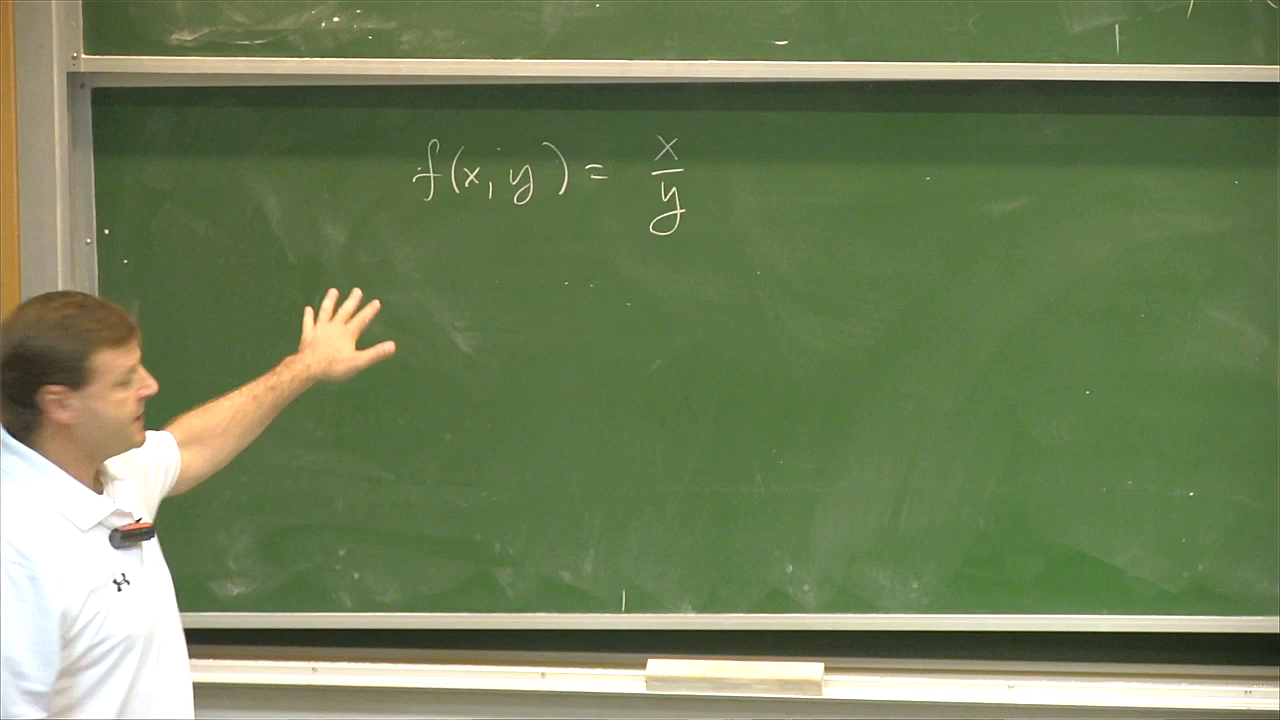 f(x, y) = x/y